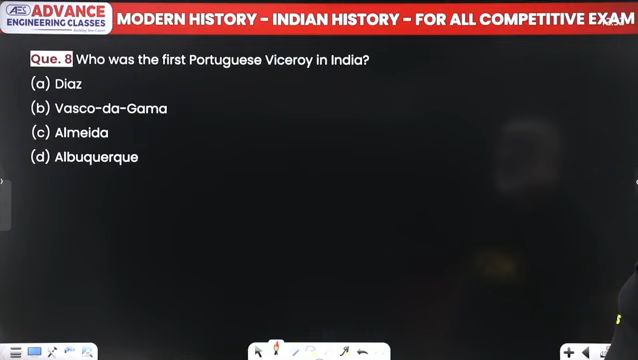 AES ADVANCE
ENGINEERING CLASSES
MODERN HISTORY - INDIAN HISTORY - FOR ALL COMPETITIVE EXAM
Que. 8 Who was the first Portuguese Viceroy in India?
(a) Diaz
(b) Vasco-da-Gama
(c) Almeida
(d) Albuquerque